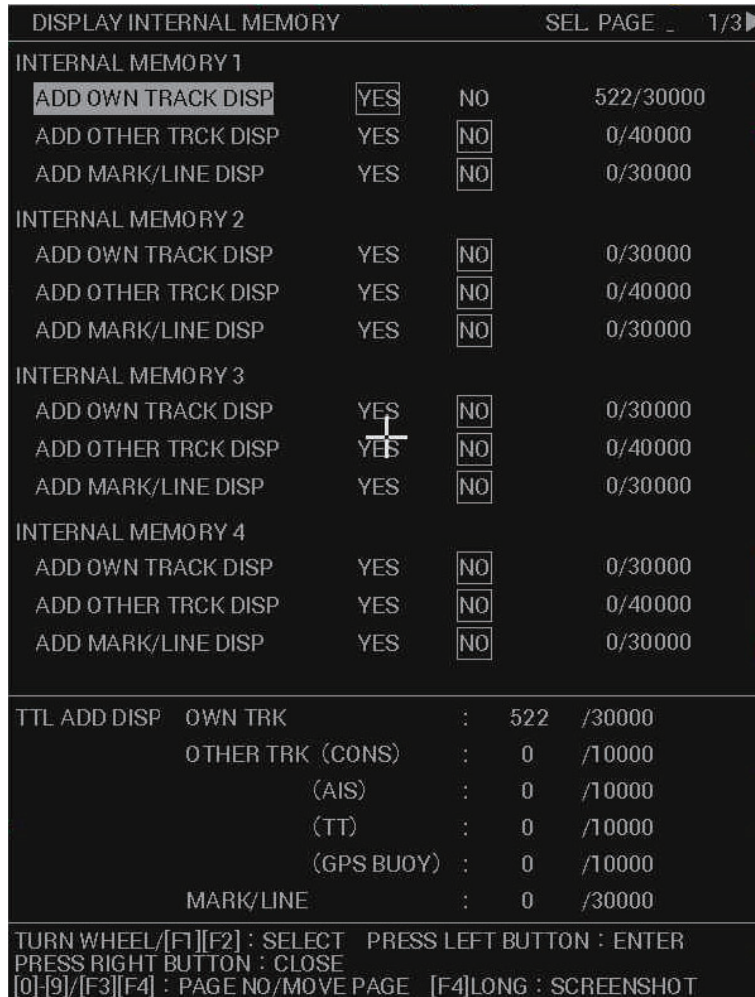 DISPLAY INTERNAL MEMORY SEL. PAGE _ 1/3▶
INTERNAL MEMORY 1
ADD OWN TRACK DISP YES NO 522/30000
ADD OTHER TRCK DISP YES NO 0/40000
ADD MARK/LINE DISP YES NO 0/30000
INTERNAL MEMORY 2
ADD OWN TRACK DISP YES NO 0/30000
ADD OTHER TRCK DISP YES NO 0/40000
ADD MARK/LINE DISP YES NO 0/30000
INTERNAL MEMORY 3
ADD OWN TRACK DISP YES NO 0/30000
ADD OTHER TRCK DISP YES NO 0/40000
ADD MARK/LINE DISP YES NO 0/30000
INTERNAL MEMORY 4
ADD OWN TRACK DISP YES NO 0/30000
ADD OTHER TRCK DISP YES NO 0/40000
ADD MARK/LINE DISP YES NO 0/30000
TTL ADD DISP OWN TRK : 522 /30000
OTHER TRK (CONS) : 0 /10000
(AIS) : 0 /10000
(TT) : 0 /10000
(GPS BUOY) : 0 /10000
MARK/LINE : 0 /30000
TURN WHEEL/[F1][F2] : SELECT PRESS LEFT BUTTON : ENTER
PRESS RIGHT BUTTON : CLOSE
[0]-[9]/[F3][F4] : PAGE NO/MOVE PAGE [F4]LONG : SCREENSHOT